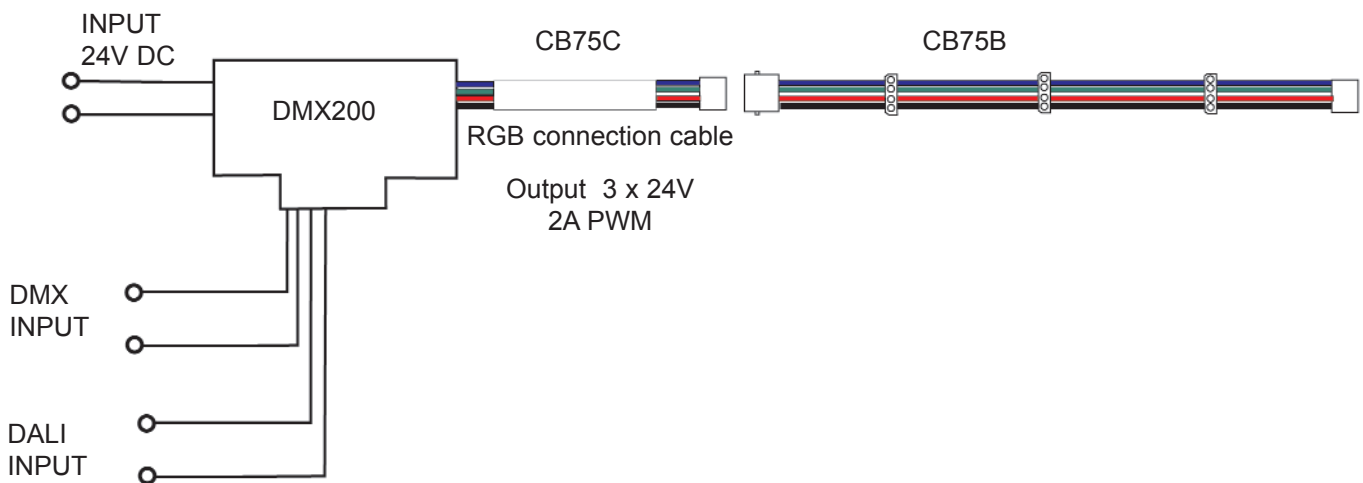 INPUT
24V DC
CB75C
CB75B
DMX200
RGB connection cable
Output 3 x 24V
2A PWM
DMX
INPUT
DALI
INPUT